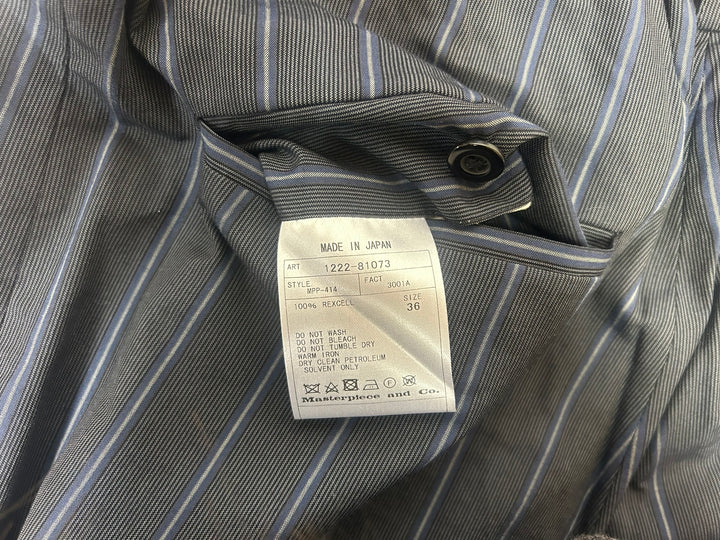 MADE IN JAPAN
ART 1222-81073
STYLE FACT
MPP-414 3001A
100% REXCELL SIZE
36
DO NOT WASH
DO NOT BLEACH
DO NOT TUMBLE DRY
WARM IRON
DRY CLEAN PETROLEUM
SOLVENT ONLY
Masterpiece and Co.